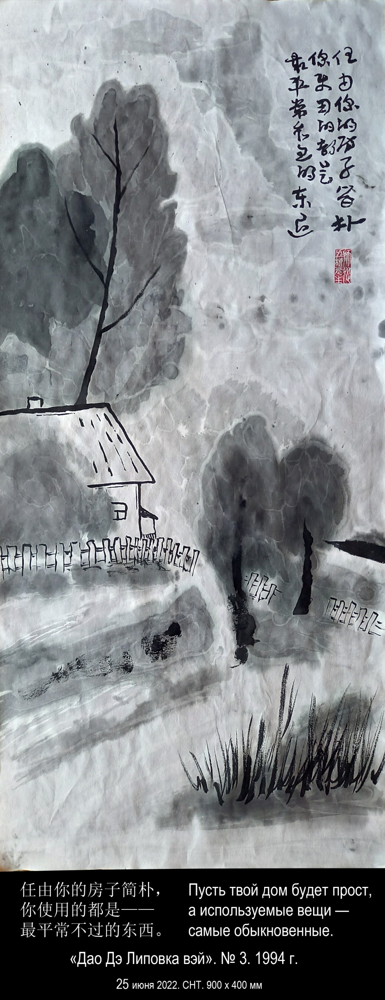 任由你的房子简朴
你使用的都是
最平常不过的东西
任由你的房子简朴，
你使用的都是——
最平常不过的东西。
Пусть твой дом будет прост,
а используемые вещи —
самые обыкновенные.
«Дао Дэ Липовка вэй». № 3. 1994 г.
25 июня 2022. СНТ. 900 х 400 мм